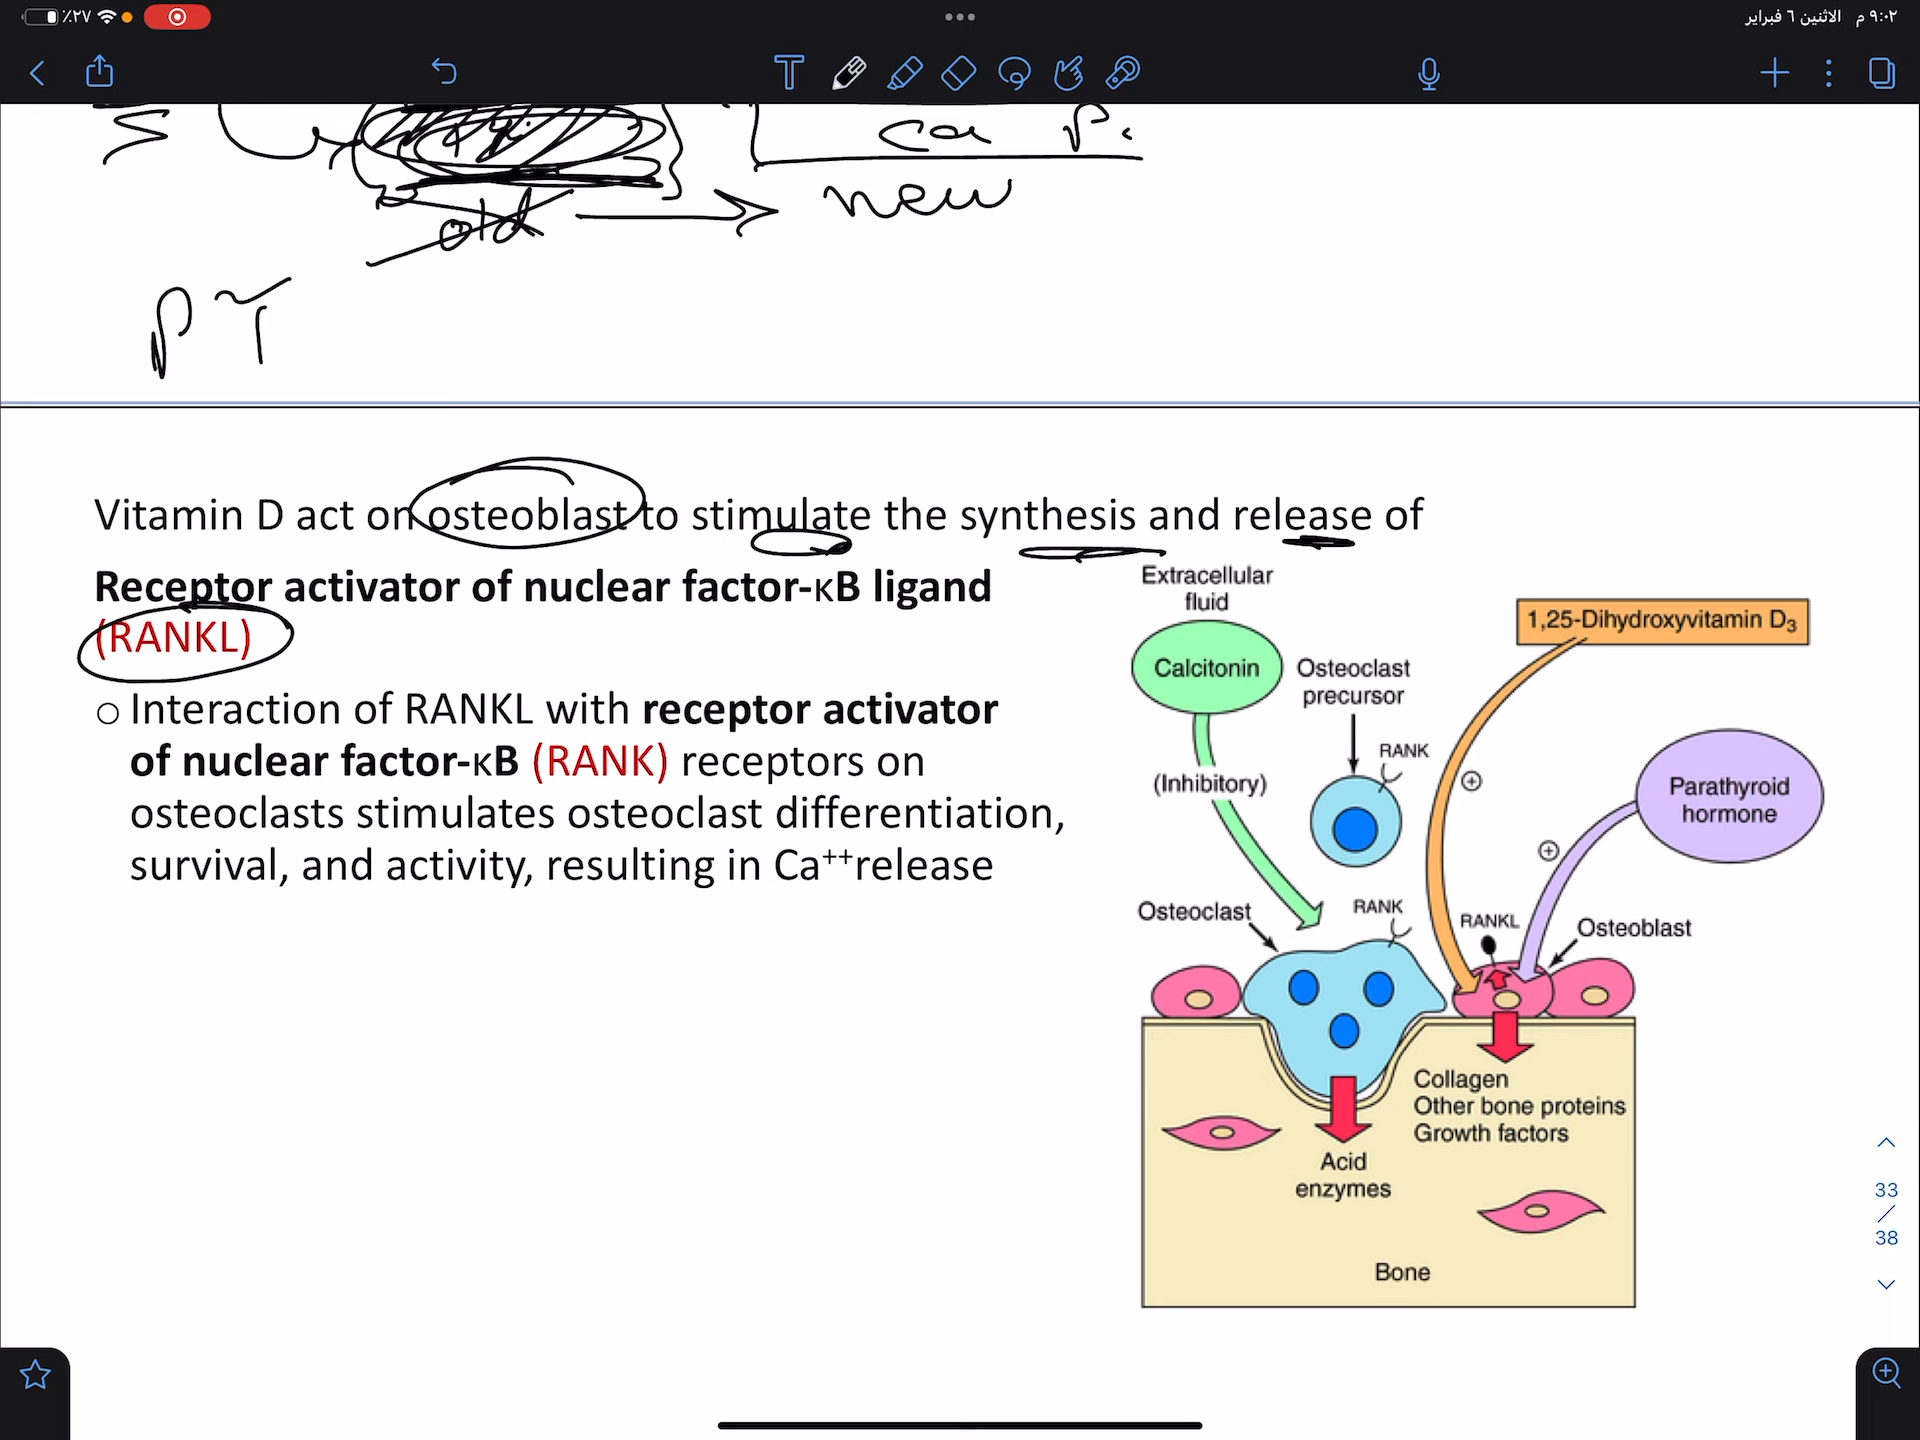 ٪٢٧
٩:٠٢ م الاثنين ٦ فبراير
T
Ca P.
old
new
PT
Vitamin D act on osteoblast to stimulate the synthesis and release of
Receptor activator of nuclear factor-κB ligand
(RANKL)
○ Interaction of RANKL with receptor activator
of nuclear factor-κB (RANK) receptors on
osteoclasts stimulates osteoclast differentiation,
survival, and activity, resulting in Ca⁺⁺release
Extracellular
fluid
1,25-Dihydroxyvitamin D₃
Calcitonin
Osteoclast
precursor
RANK
(Inhibitory)
+
Parathyroid
hormone
+
Osteoclast
RANK
RANKL
Osteoblast
Collagen
Other bone proteins
Growth factors
Acid
enzymes
Bone
33
/
38